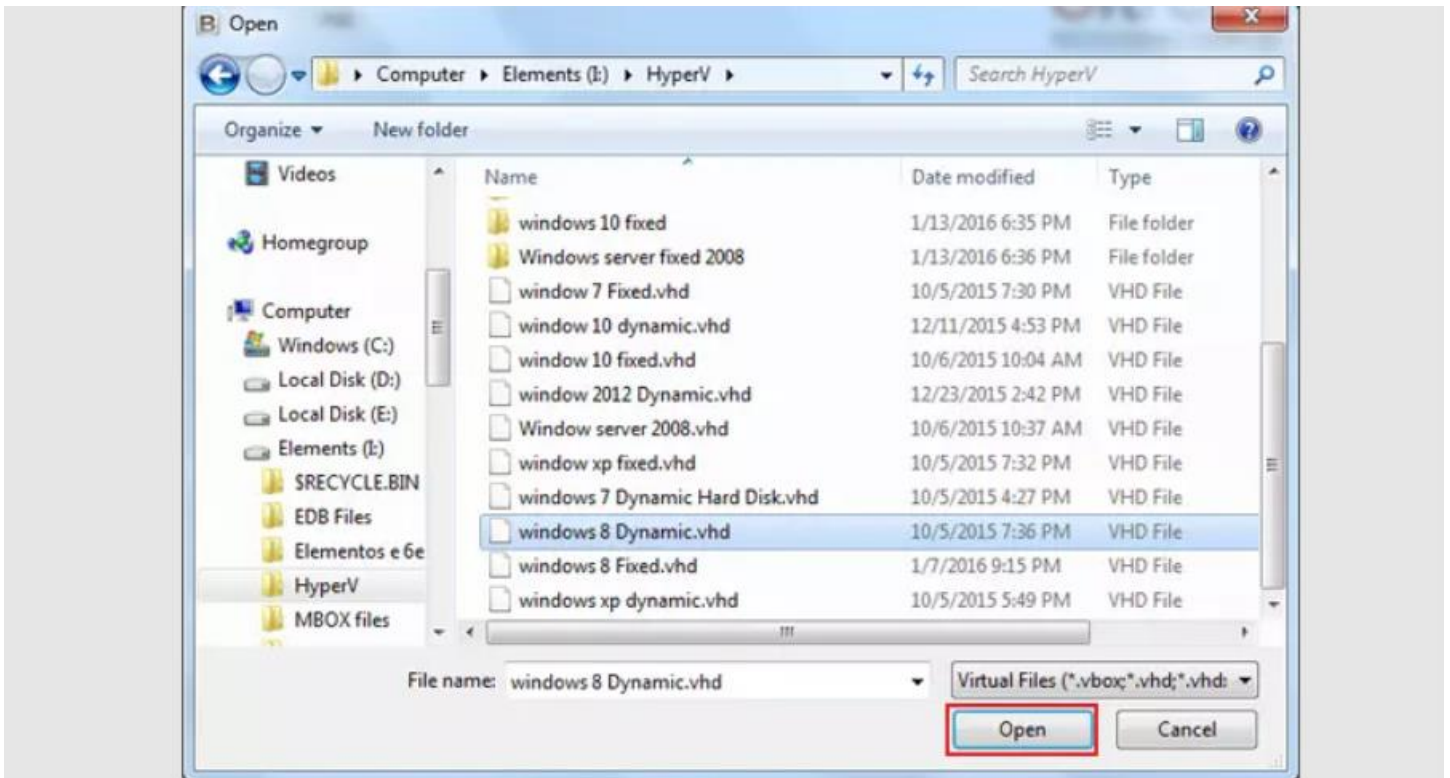 Open
Computer Elements (I:) HyperV Search HyperV
Organize New folder
Videos
Homegroup
Computer
Windows (C:)
Local Disk (D:)
Local Disk (E:)
Elements (I:)
$RECYCLE.BIN
EDB Files
Elementos e 6e
HyperV
MBOX files
Name Date modified Type
windows 10 fixed 1/13/2016 6:35 PM File folder
Windows server fixed 2008 1/13/2016 6:36 PM File folder
window 7 Fixed.vhd 10/5/2015 7:30 PM VHD File
window 10 dynamic.vhd 12/11/2015 4:53 PM VHD File
window 10 fixed.vhd 10/6/2015 10:04 AM VHD File
window 2012 Dynamic.vhd 12/23/2015 2:42 PM VHD File
Window server 2008.vhd 10/6/2015 10:37 AM VHD File
window xp fixed.vhd 10/5/2015 7:32 PM VHD File
windows 7 Dynamic Hard Disk.vhd 10/5/2015 4:27 PM VHD File
windows 8 Dynamic.vhd 10/5/2015 7:36 PM VHD File
windows 8 Fixed.vhd 1/7/2016 9:15 PM VHD File
windows xp dynamic.vhd 10/5/2015 5:49 PM VHD File
File name: windows 8 Dynamic.vhd Virtual Files (*.vbox;*.vhd;*.vhd
Open Cancel